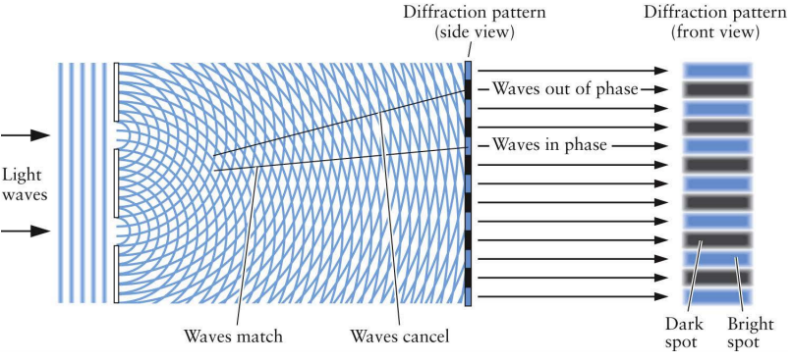 Diffraction pattern
(side view)
Diffraction pattern
(front view)
Waves out of phase
Waves in phase
Light
waves
Waves match
Waves cancel
Dark
spot
Bright
spot